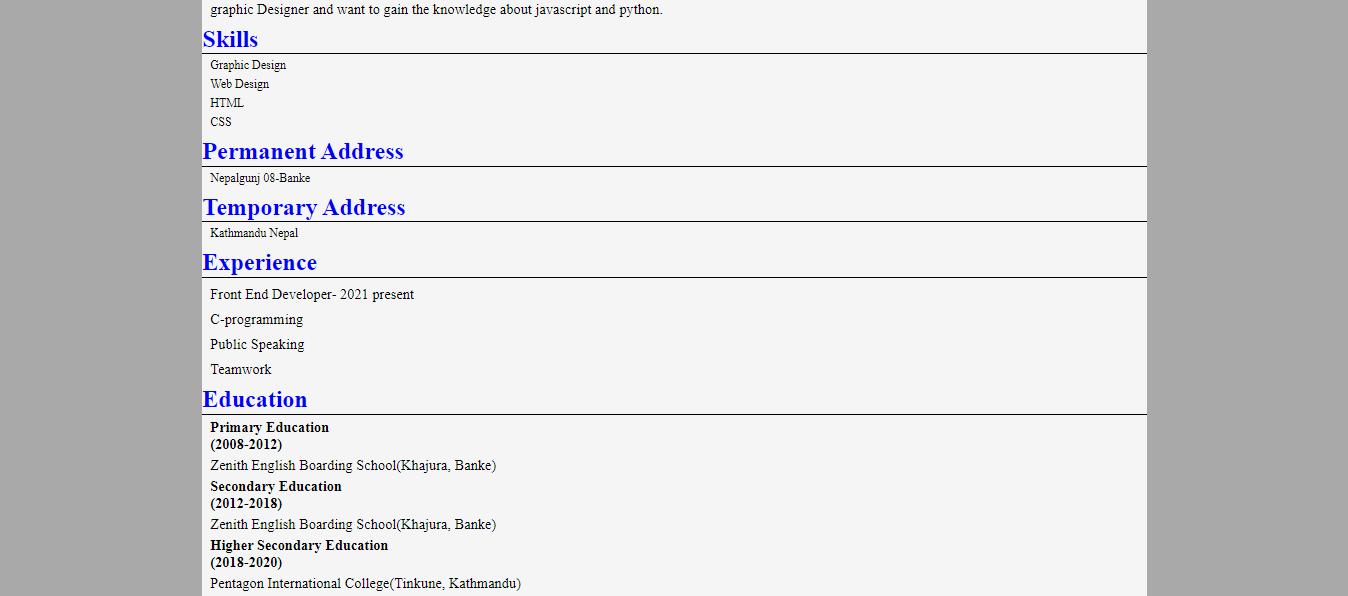 graphic Designer and want to gain the knowledge about javascript and python.
Skills
Graphic Design
Web Design
HTML
CSS
Permanent Address
Nepalgunj 08-Banke
Temporary Address
Kathmandu Nepal
Experience
Front End Developer- 2021 present
C-programming
Public Speaking
Teamwork
Education
Primary Education
(2008-2012)
Zenith English Boarding School(Khajura, Banke)
Secondary Education
(2012-2018)
Zenith English Boarding School(Khajura, Banke)
Higher Secondary Education
(2018-2020)
Pentagon International College(Tinkune, Kathmandu)